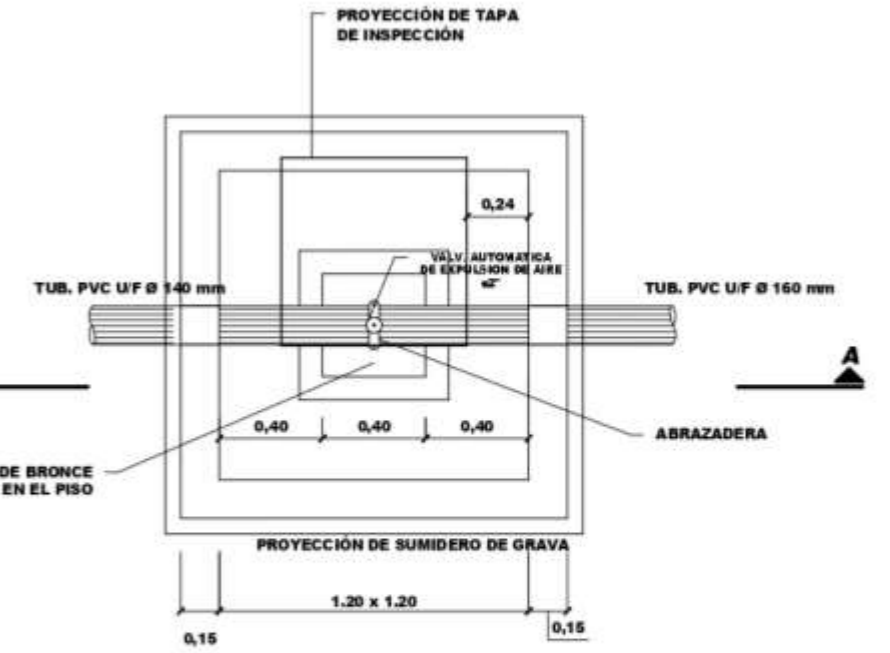 PROYECCIÓN DE TAPA
DE INSPECCIÓN
0,24
VALV. AUTOMATICA
DE EXPULSION DE AIRE
ø2"
TUB. PVC U/F Ø 140 mm
TUB. PVC U/F Ø 160 mm
A
0,40
0,40
0,40
ABRAZADERA
DE BRONCE
EN EL PISO
PROYECCIÓN DE SUMIDERO DE GRAVA
1.20 x 1.20
0,15
0,15